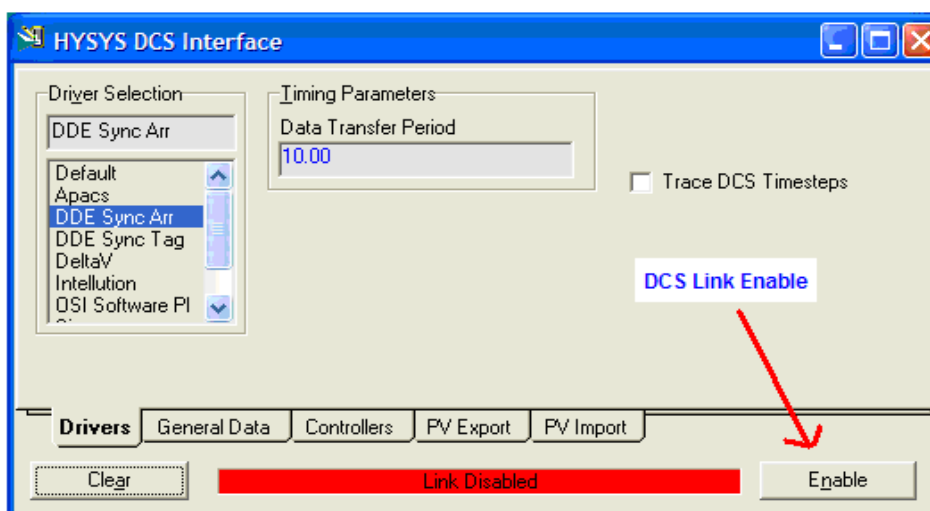 HYSYS DCS Interface
Driver Selection
DDE Sync Arr
Default
Apacs
DDE Sync Arr
DDE Sync Tag
DeltaV
Intellution
OSI Software PI
Timing Parameters
Data Transfer Period
10.00
Trace DCS Timesteps
DCS Link Enable
Drivers
General Data
Controllers
PV Export
PV Import
Clear
Link Disabled
Enable